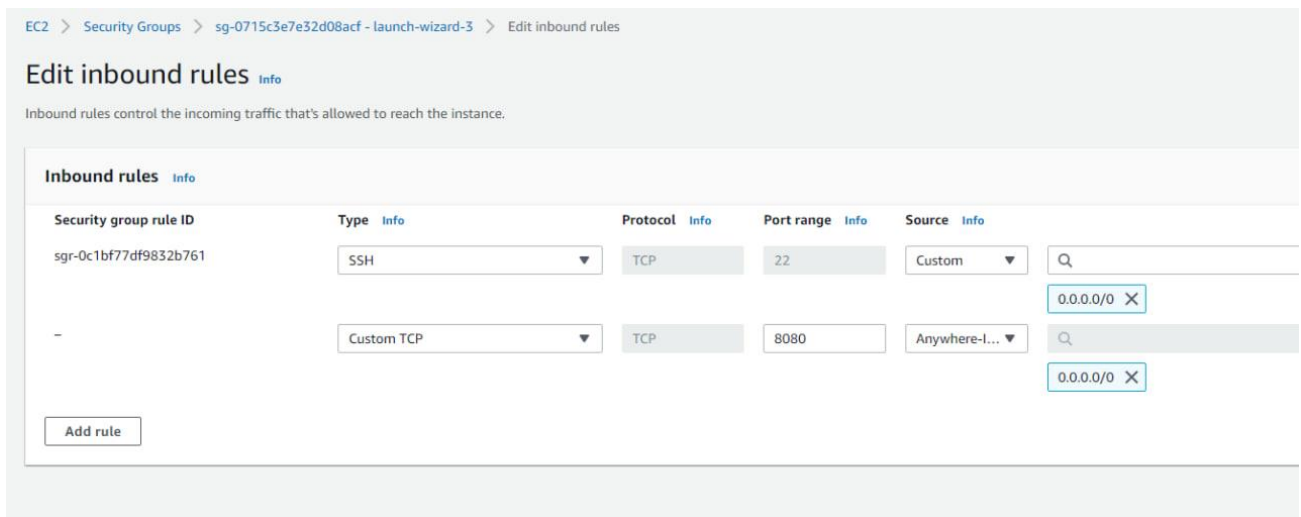 EC2 > Security Groups > sg-0715c3e7e32d08acf - launch-wizard-3 > Edit inbound rules
Edit inbound rules Info
Inbound rules control the incoming traffic that's allowed to reach the instance.
Inbound rules Info
Security group rule ID Type Info Protocol Info Port range Info Source Info
sgr-0c1bf77df9832b761 SSH TCP 22 Custom
0.0.0.0/0
– Custom TCP TCP 8080 Anywhere-I...
0.0.0.0/0
Add rule